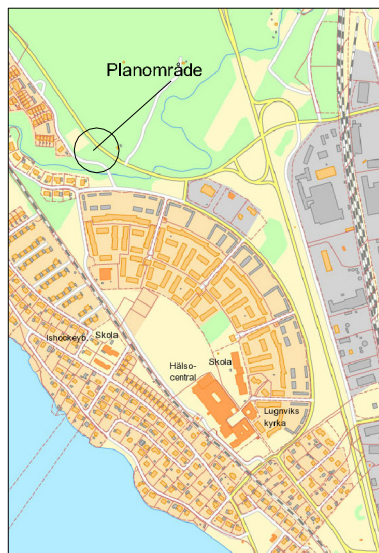 Planområde
Ishockeyb.
Skola
Hälso-
central
Skola
Lugnviks
kyrka